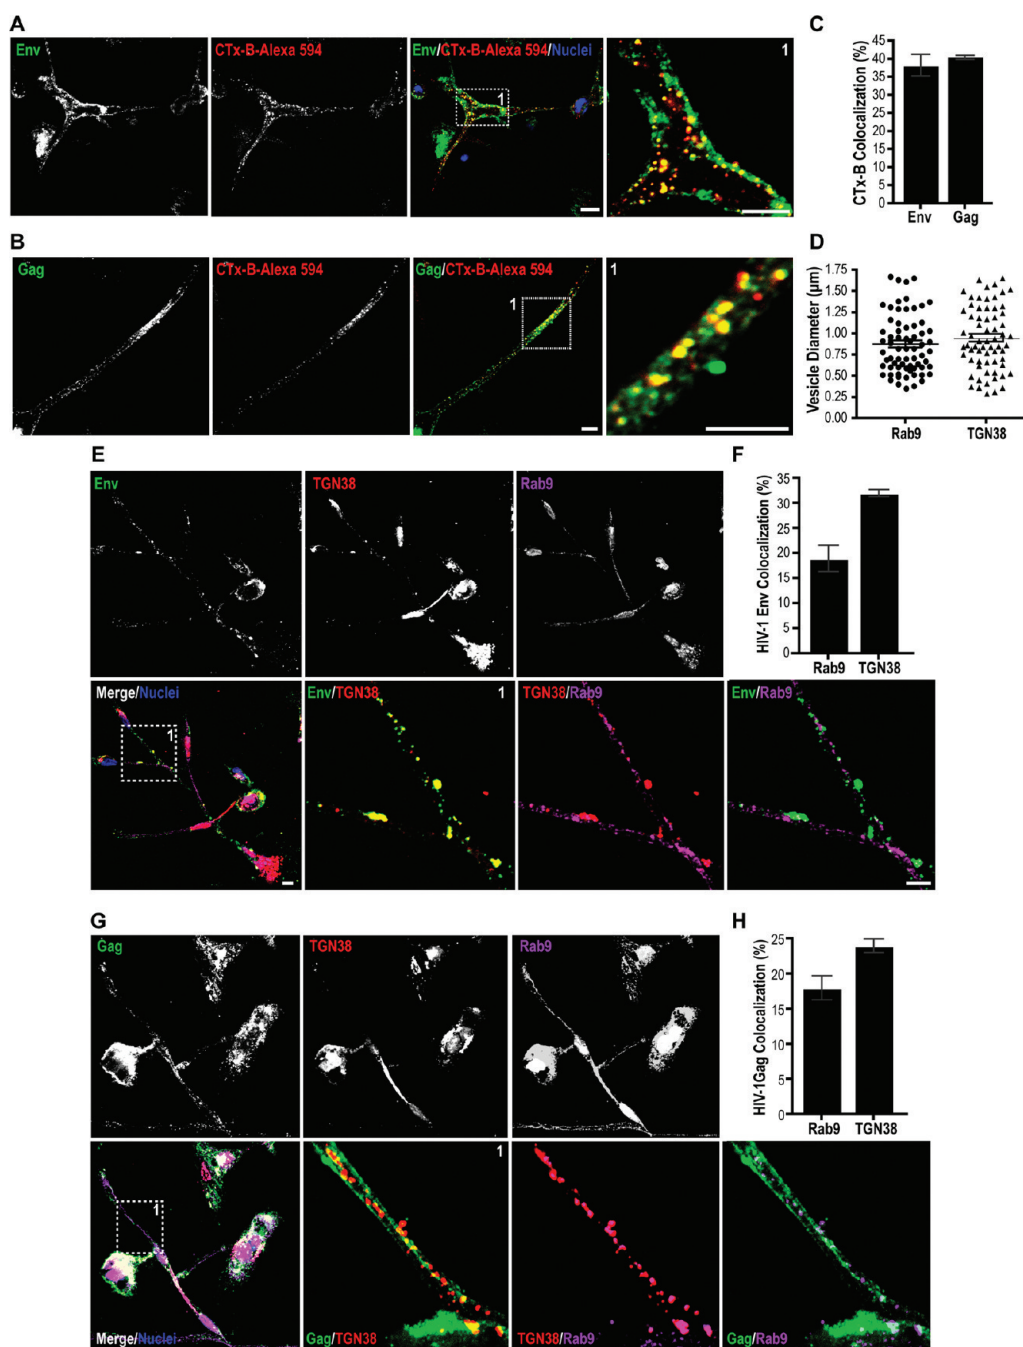 A
Env
CTx-B-Alexa 594
Env/CTx-B-Alexa 594/Nuclei
1
1
C
CTx-B Colocalization (%)
45
40
35
30
25
20
15
10
5
0
Env
Gag
B
Gag
CTx-B-Alexa 594
Gag/CTx-B-Alexa 594
1
1
D
Vesicle Diameter (µm)
1.75
1.50
1.25
1.00
0.75
0.50
0.25
0.00
Rab9
TGN38
E
Env
TGN38
Rab9
F
HIV-1 Env Colocalization (%)
35
30
25
20
15
10
5
0
Rab9
TGN38
Merge/Nuclei
1
Env/TGN38
1
TGN38/Rab9
Env/Rab9
G
Gag
TGN38
Rab9
H
HIV-1Gag Colocalization (%)
25
20
15
10
5
0
Rab9
TGN38
1
Merge/Nuclei
1
Gag/TGN38
TGN38/Rab9
Gag/Rab9